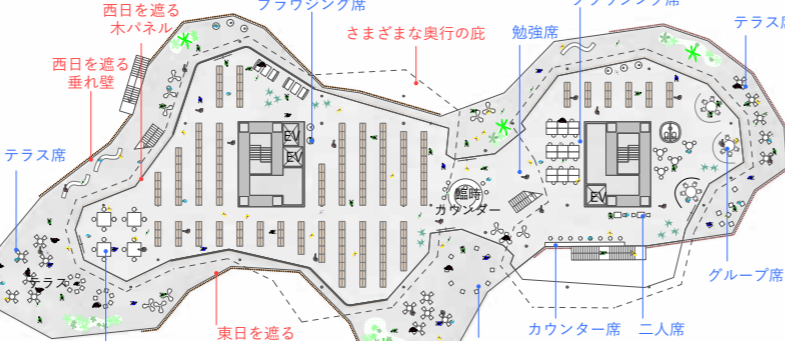 西日を遮る
木パネル
ブラウジング席
さまざまな奥行の庇
勉強席
ブラウジング席
テラス席
西日を遮る
垂れ壁
テラス席
EV
EV
臨時
カウンター
EV
テラス
グループ席
東日を遮る
カウンター席
二人席